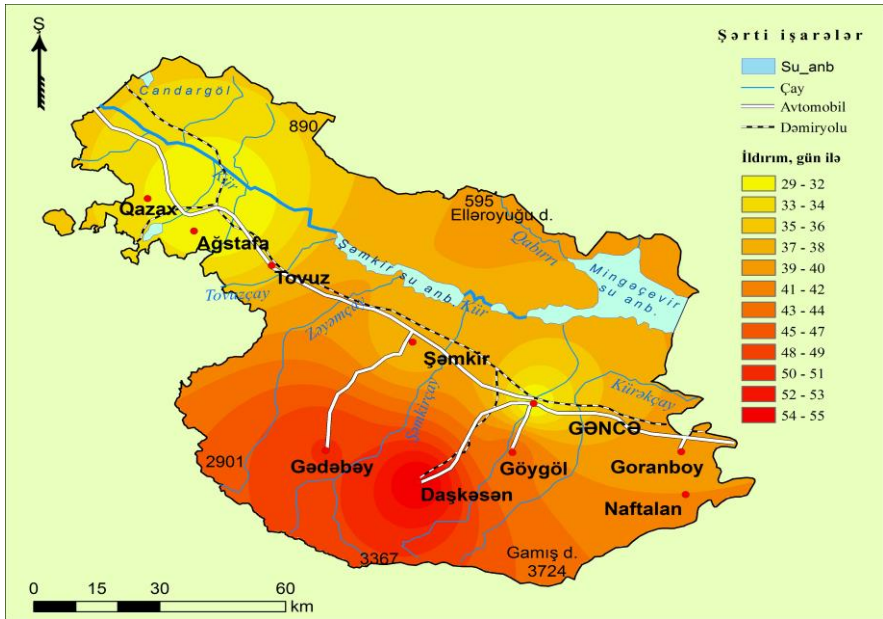 Ş
Candargöl
890
Kür
Qazax
Ağstafa
Tovuz
Tovuzçay
595
Elləroyuğu d.
Qabırrı
Mingəçevir
su anb.
Şəmkir su anb.
Kür
Zəyəmçay
Şəmkir
Şəmkirçay
Kürəkçay
GƏNCƏ
2901
Gədəbəy
Daşkəsən
Göygöl
Goranboy
Naftalan
3367
Gamış d.
3724
0 15 30 60
km
Şərti işarələr
Su_anb
Çay
Avtomobil
Dəmiryolu
İldırım, gün ilə
29 - 32
33 - 34
35 - 36
37 - 38
39 - 40
41 - 42
43 - 44
45 - 47
48 - 49
50 - 51
52 - 53
54 - 55